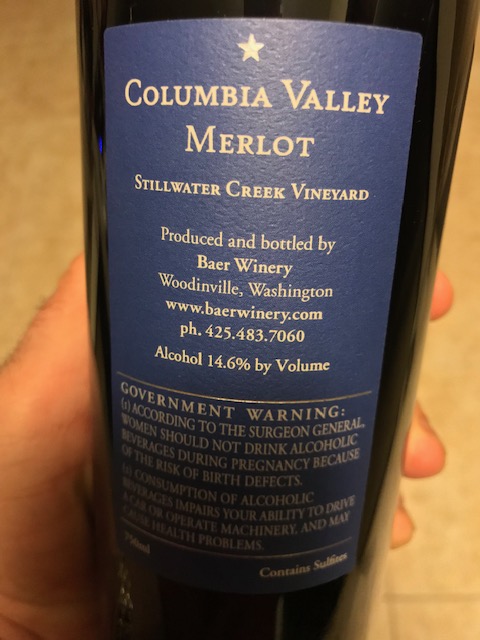 COLUMBIA VALLEY
MERLOT
STILLWATER CREEK VINEYARD
Produced and bottled by
Baer Winery
Woodinville, Washington
www.baerwinery.com
ph. 425.483.7060
Alcohol 14.6% by Volume
GOVERNMENT WARNING:
(1) ACCORDING TO THE SURGEON GENERAL,
WOMEN SHOULD NOT DRINK ALCOHOLIC
BEVERAGES DURING PREGNANCY BECAUSE
OF THE RISK OF BIRTH DEFECTS.
(2) CONSUMPTION OF ALCOHOLIC
BEVERAGES IMPAIRS YOUR ABILITY TO DRIVE
A CAR OR OPERATE MACHINERY, AND MAY
CAUSE HEALTH PROBLEMS.
750ml
Contains Sulfites